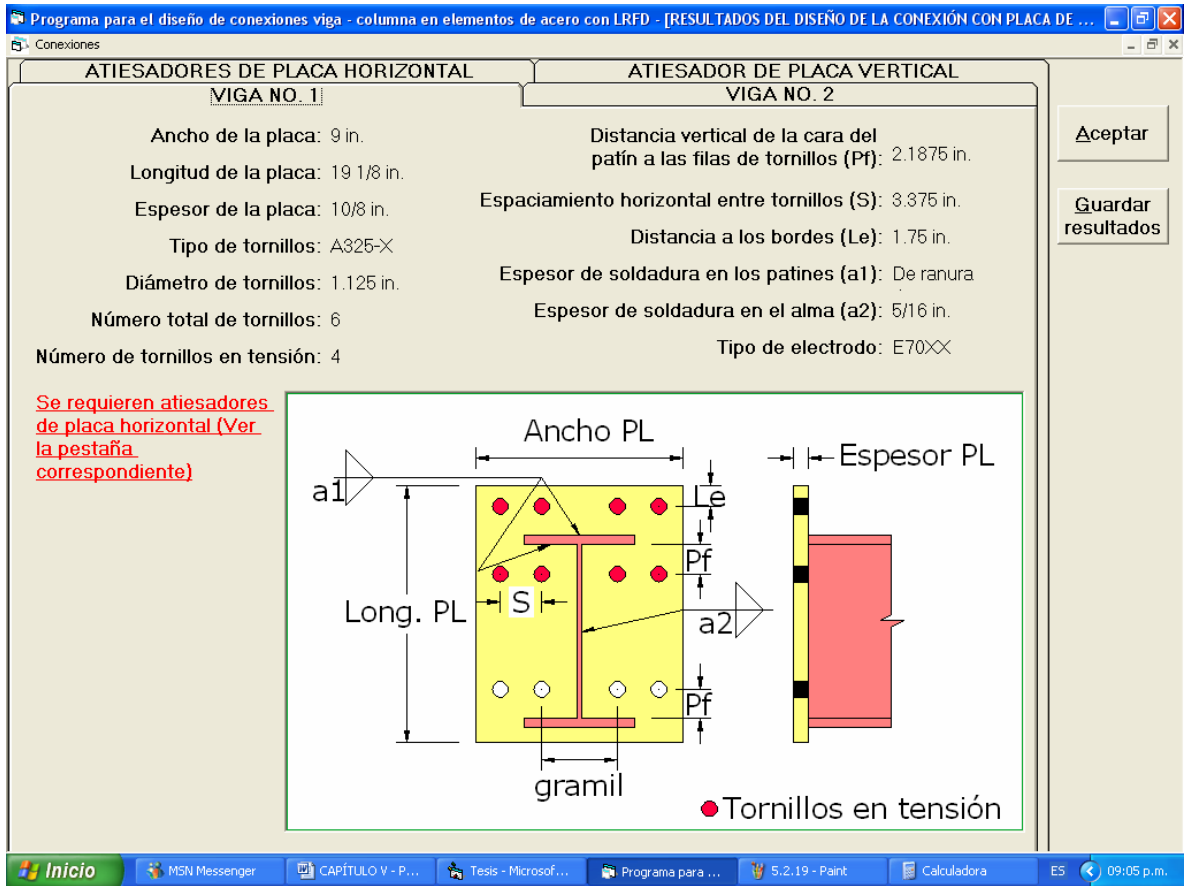 Programa para el diseño de conexiones viga - columna en elementos de acero con LRFD - [RESULTADOS DEL DISEÑO DE LA CONEXIÓN CON PLACA DE ...
Conexiones
ATIESADORES DE PLACA HORIZONTAL
ATIESADOR DE PLACA VERTICAL
VIGA NO. 1
VIGA NO. 2
Ancho de la placa: 9 in.
Longitud de la placa: 19 1/8 in.
Espesor de la placa: 10/8 in.
Tipo de tornillos: A325-X
Diámetro de tornillos: 1.125 in.
Número total de tornillos: 6
Número de tornillos en tensión: 4
Distancia vertical de la cara del
patín a las filas de tornillos (Pf): 2.1875 in.
Espaciamiento horizontal entre tornillos (S): 3.375 in.
Distancia a los bordes (Le): 1.75 in.
Espesor de soldadura en los patines (a1): De ranura
Espesor de soldadura en el alma (a2): 5/16 in.
Tipo de electrodo: E70XX
Aceptar
Guardar
resultados
Se requieren atiesadores
de placa horizontal (Ver
la pestaña
correspondiente)
Ancho PL
Espesor PL
a1
Le
Pf
Long. PL
S
a2
Pf
gramil
Tornillos en tensión
Inicio
MSN Messenger
CAPÍTULO V - P...
Tesis - Microsof...
Programa para ...
5.2.19 - Paint
Calculadora
ES
09:05 p.m.